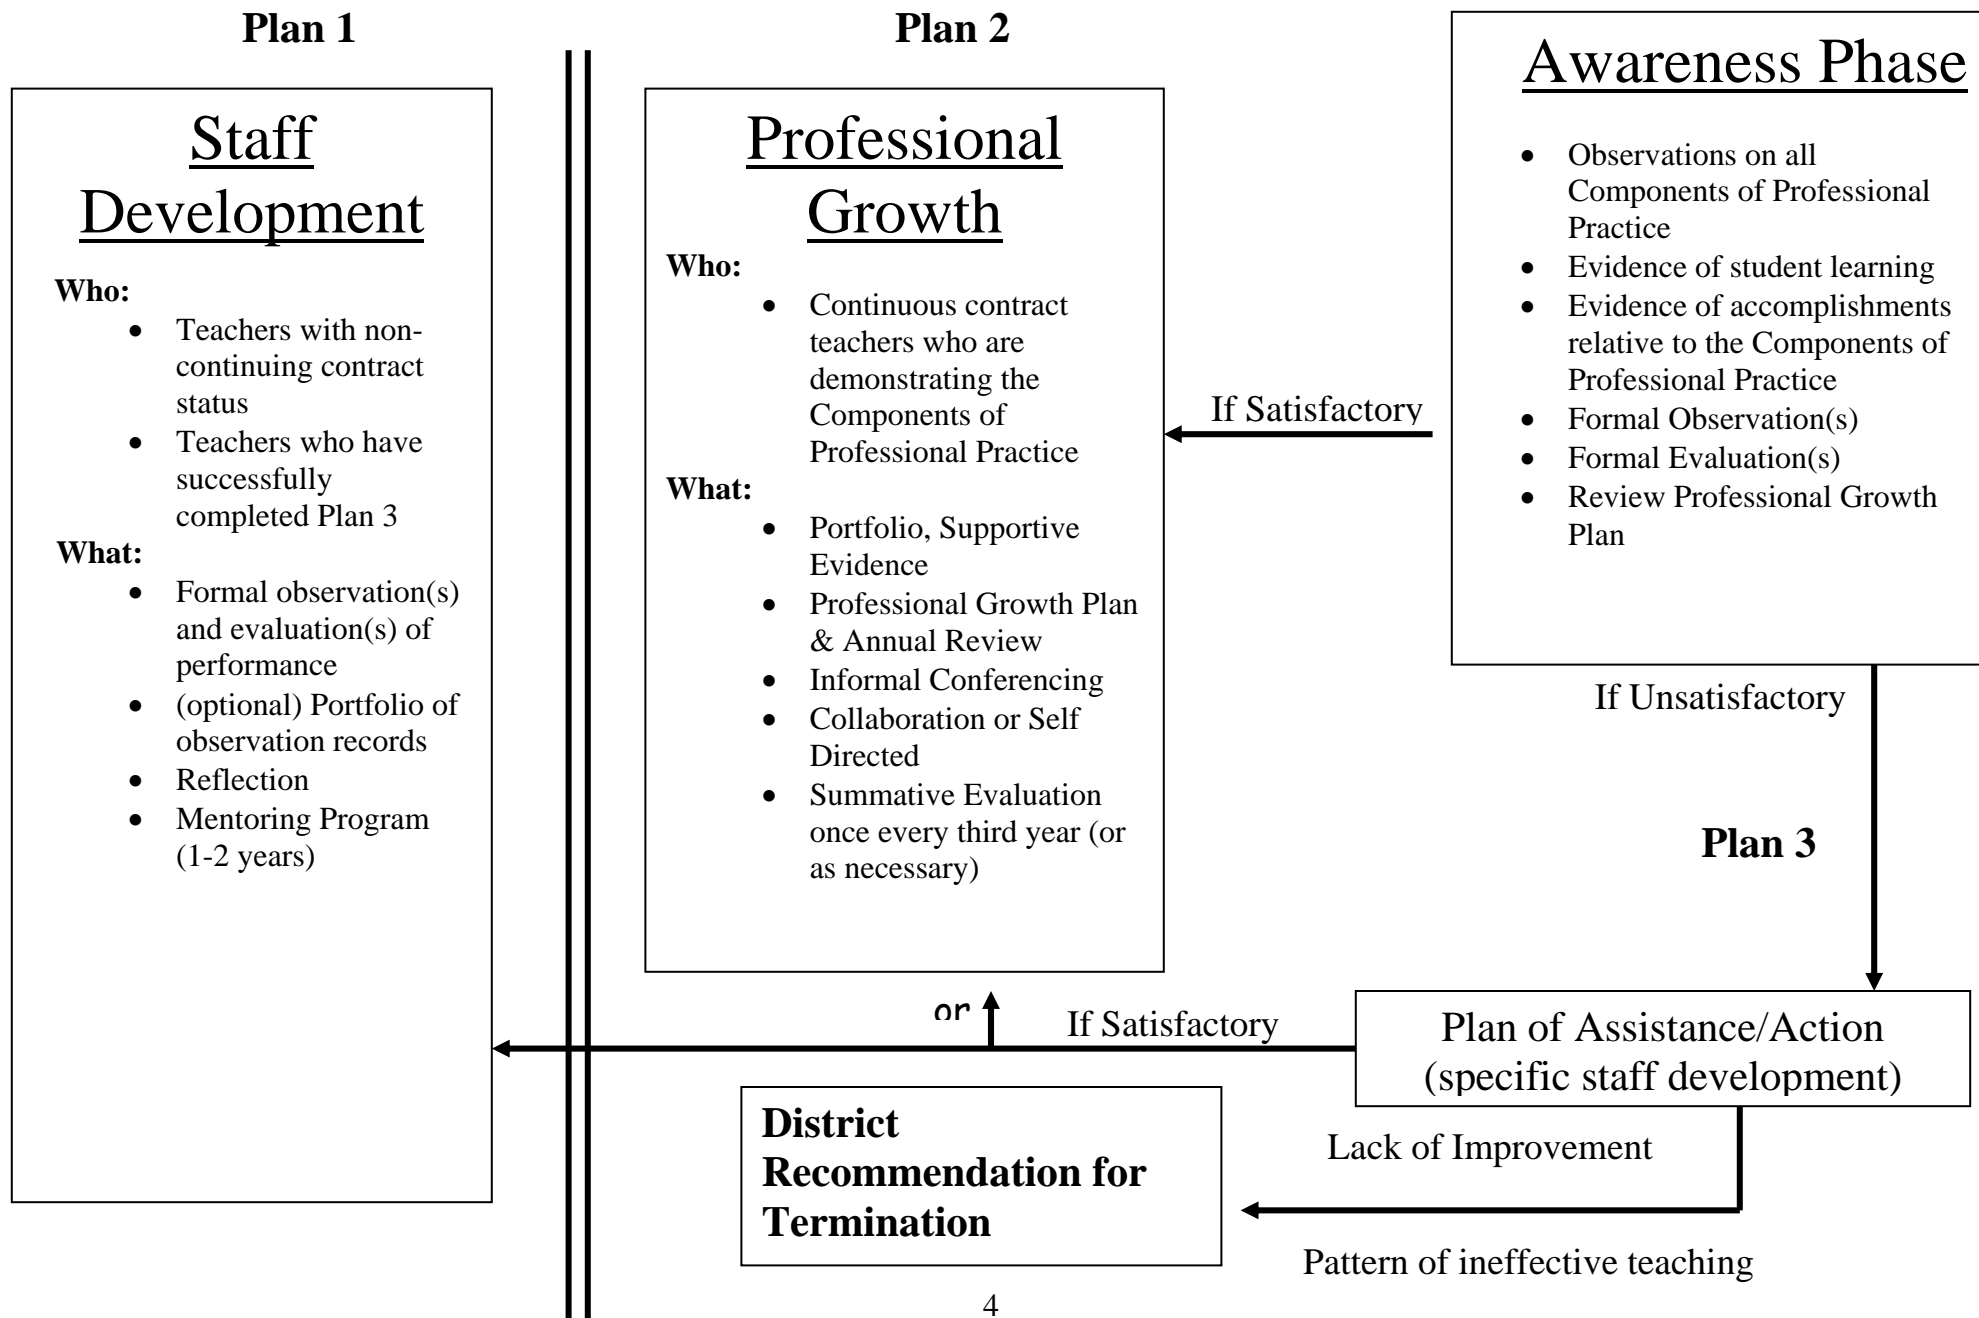 Plan 1
Staff
Development
Who:
• Teachers with non-
continuing contract
status
• Teachers who have
successfully
completed Plan 3
What:
• Formal observation(s)
and evaluation(s) of
performance
• (optional) Portfolio of
observation records
• Reflection
• Mentoring Program
(1-2 years)
Plan 2
Professional
Growth
Who:
• Continuous contract
teachers who are
demonstrating the
Components of
Professional Practice
What:
• Portfolio, Supportive
Evidence
• Professional Growth Plan
& Annual Review
• Informal Conferencing
• Collaboration or Self
Directed
• Summative Evaluation
once every third year (or
as necessary)
Awareness Phase
• Observations on all
Components of Professional
Practice
• Evidence of student learning
• Evidence of accomplishments
relative to the Components of
Professional Practice
• Formal Observation(s)
• Formal Evaluation(s)
• Review Professional Growth
Plan
If Satisfactory
If Unsatisfactory
Plan 3
Plan of Assistance/Action
(specific staff development)
If Satisfactory
or
Lack of Improvement
Pattern of ineffective teaching
District
Recommendation for
Termination
4